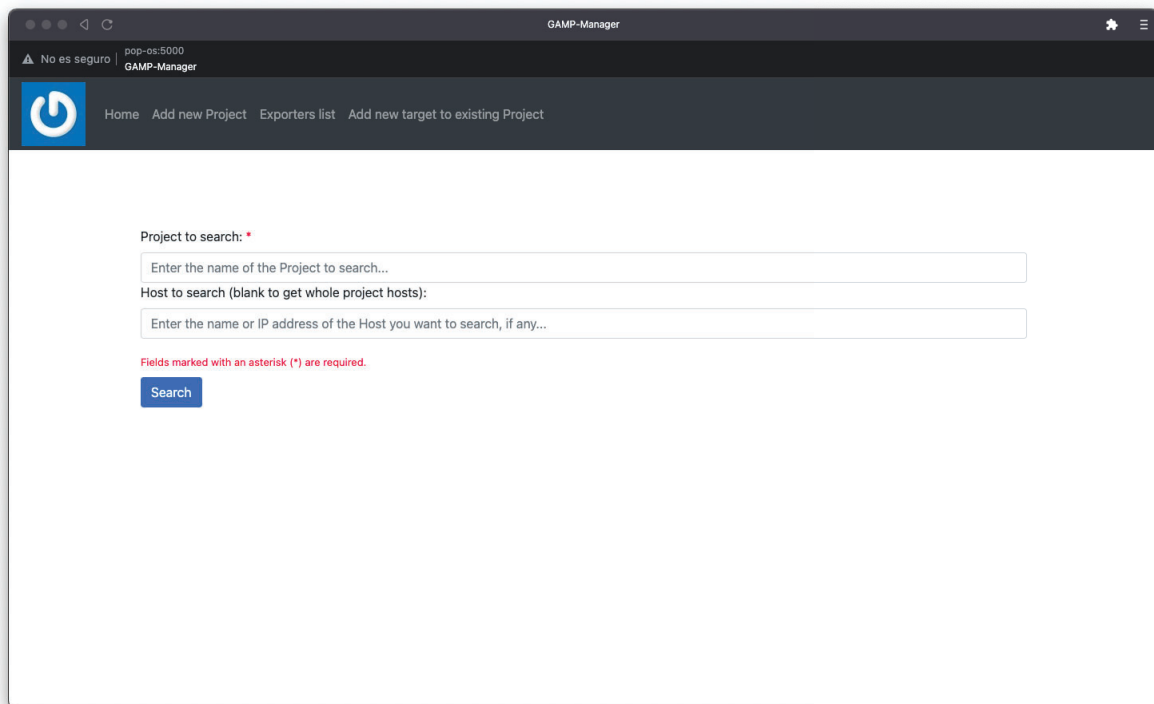 GAMP-Manager
No es seguro
pop-os:5000
GAMP-Manager
Home Add new Project Exporters list Add new target to existing Project
Project to search: *
Enter the name of the Project to search...
Host to search (blank to get whole project hosts):
Enter the name or IP address of the Host you want to search, if any...
Fields marked with an asterisk (*) are required.
Search